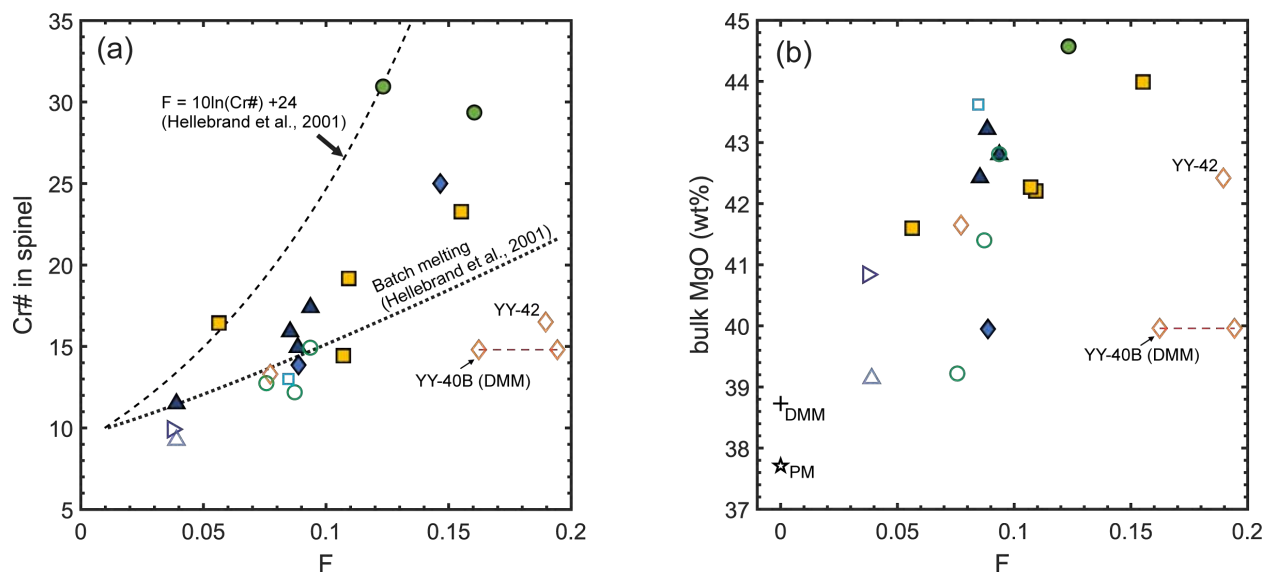 (a)
35
30
25
20
15
10
5
Cr# in spinel
F = 10ln(Cr#) +24
(Hellebrand et al., 2001)
Batch melting
(Hellebrand et al., 2001)
YY-42
YY-40B (DMM)
0
0.05
0.1
0.15
0.2
F
(b)
45
44
43
42
41
40
39
38
37
bulk MgO (wt%)
YY-42
YY-40B (DMM)
DMM
PM
0
0.05
0.1
0.15
0.2
F